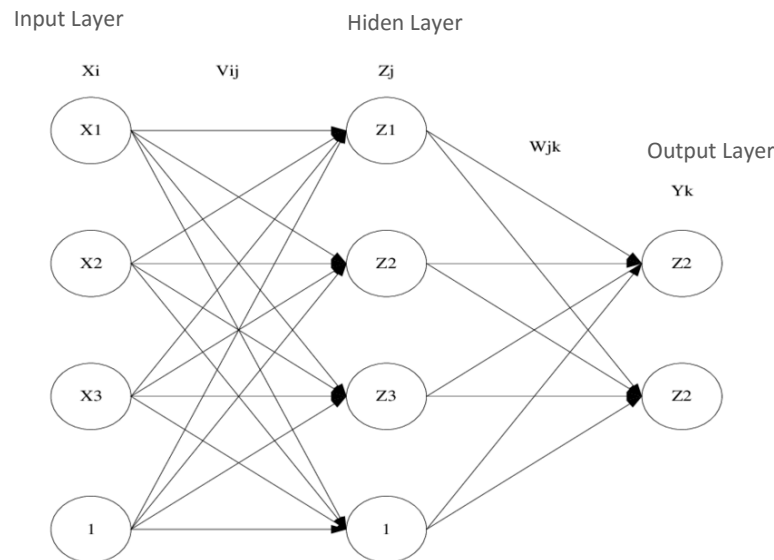 Input Layer
Hiden Layer
Xi
Vij
Zj
X1
Z1
Wjk
Output Layer
Yk
X2
Z2
Z2
X3
Z3
Z2
1
1